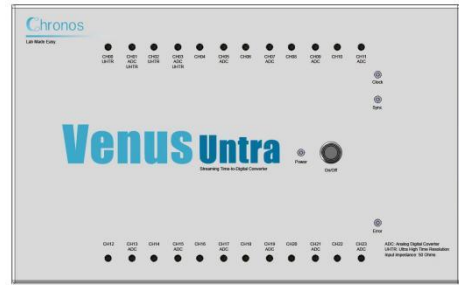 Chronos
Lab Made Easy
CH00 CH01 CH02 CH03 CH04 CH05 CH06 CH07 CH08 CH09 CH10 CH11
UHTR ADC UHTR ADC ADC ADC ADC ADC
UHTR UHTR
Clock
Sync
Venus Untra
Streaming Time-to-Digital Converter
Power
On/Off
Error
CH12 CH13 CH14 CH15 CH16 CH17 CH18 CH19 CH20 CH21 CH22 CH23
ADC ADC ADC ADC ADC ADC
ADC: Analog Digital Coverter
UHTR: Ultra High Time Resolution
Input Impedance: 50 Ohms